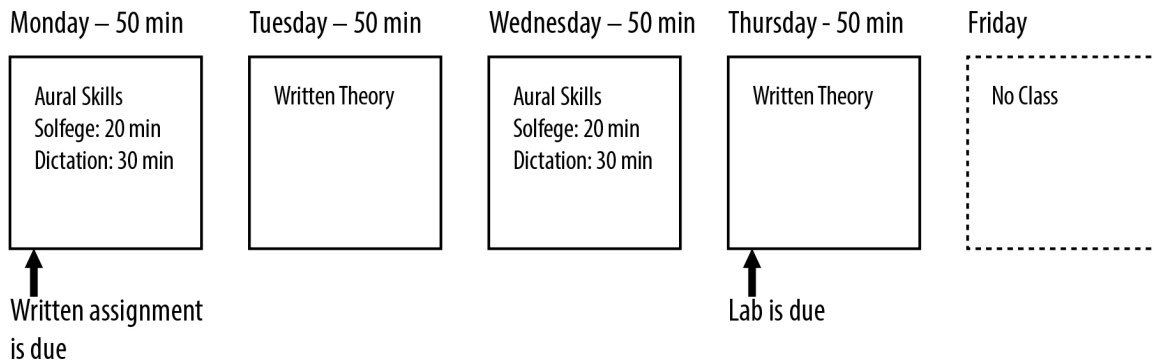 Monday – 50 min
Tuesday – 50 min
Wednesday – 50 min
Thursday - 50 min
Friday
Aural Skills
Solfege: 20 min
Dictation: 30 min
Written Theory
Aural Skills
Solfege: 20 min
Dictation: 30 min
Written Theory
No Class
Written assignment
is due
Lab is due